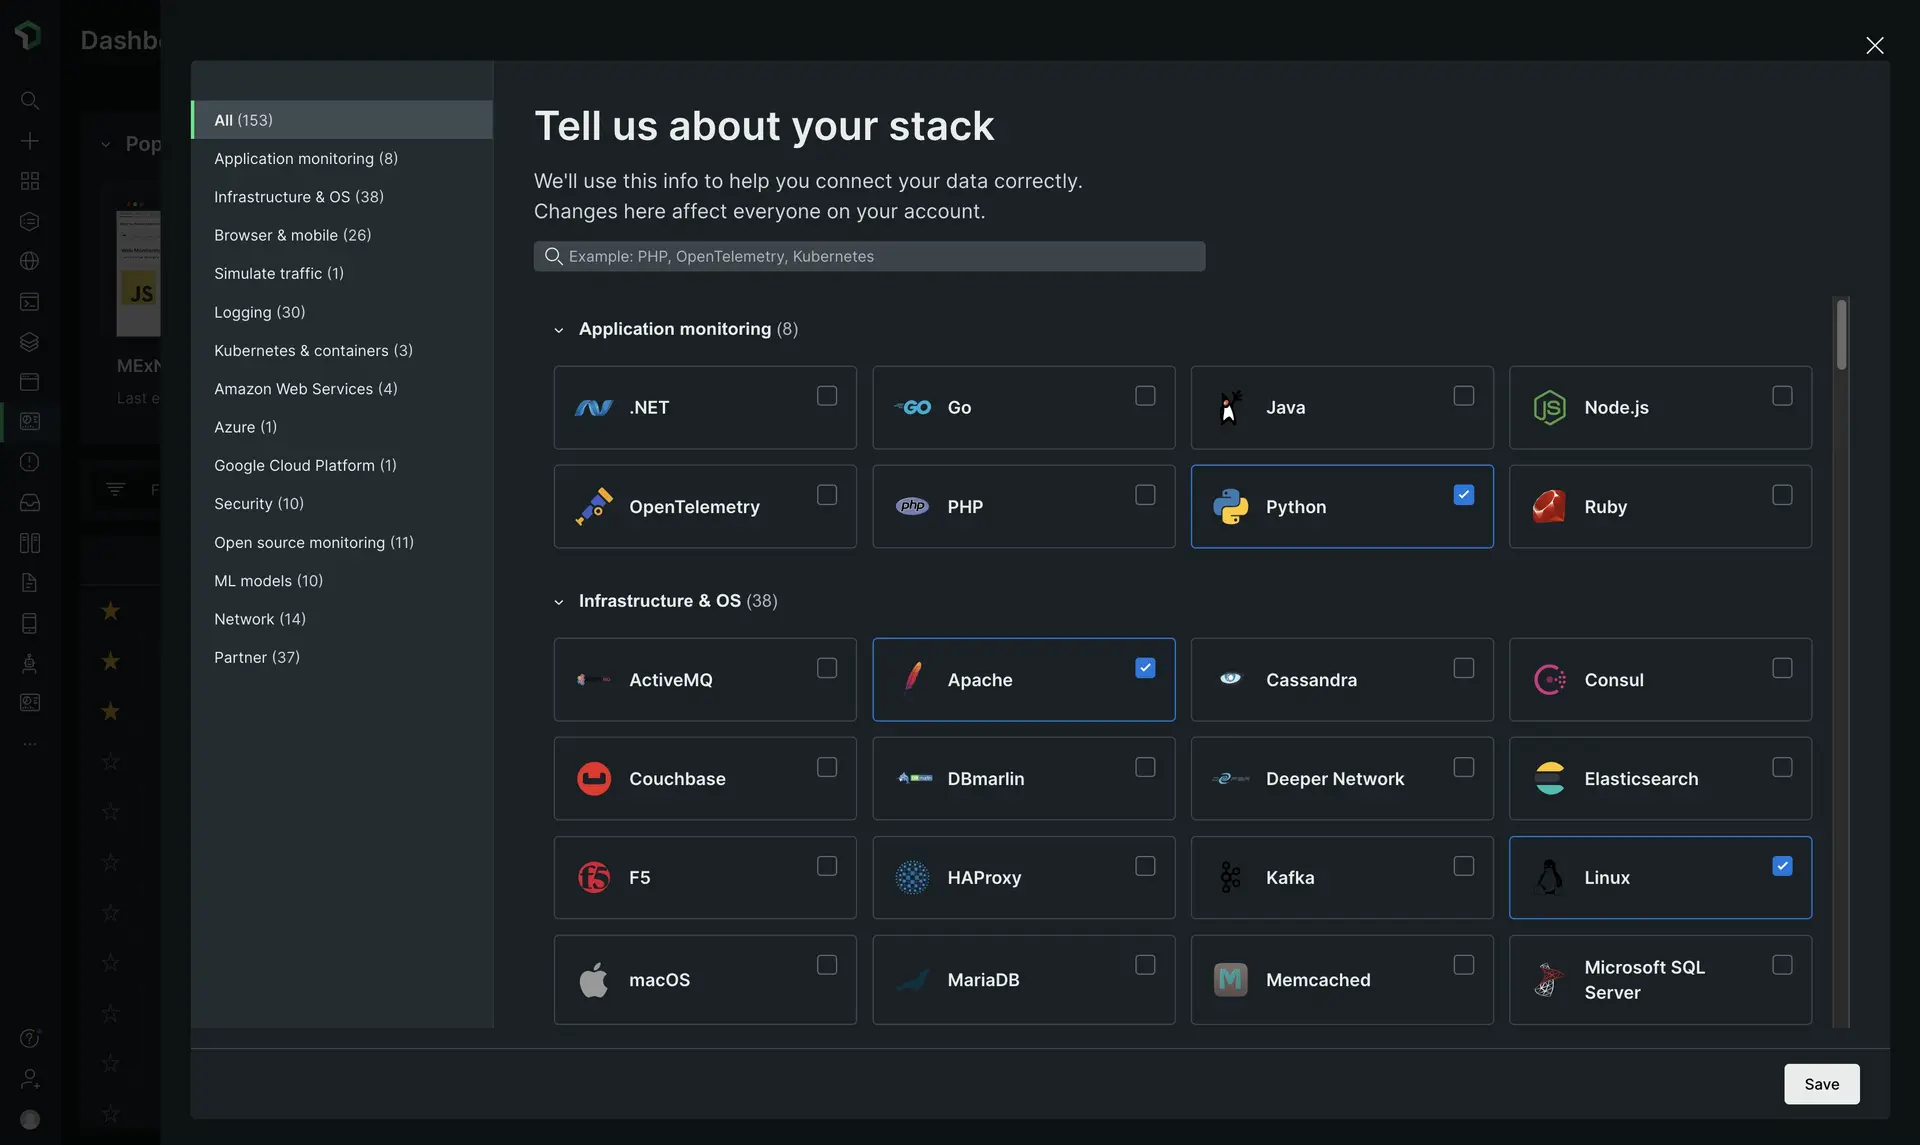 Dashb
Pop
JS
MExN
Last e
F
All (153)
Application monitoring (8)
Infrastructure & OS (38)
Browser & mobile (26)
Simulate traffic (1)
Logging (30)
Kubernetes & containers (3)
Amazon Web Services (4)
Azure (1)
Google Cloud Platform (1)
Security (10)
Open source monitoring (11)
ML models (10)
Network (14)
Partner (37)
Tell us about your stack
We'll use this info to help you connect your data correctly.
Changes here affect everyone on your account.
Example: PHP, OpenTelemetry, Kubernetes
Application monitoring (8)
.NET
GO Go
Java
JS Node.js
OpenTelemetry
php PHP
Python
Ruby
Infrastructure & OS (38)
ActiveMQ
Apache
Cassandra
Consul
Couchbase
DBmarlin
Deeper Network
Elasticsearch
f5 F5
HAProxy
Kafka
Linux
macOS
MariaDB
M Memcached
Microsoft SQL
Server
Save